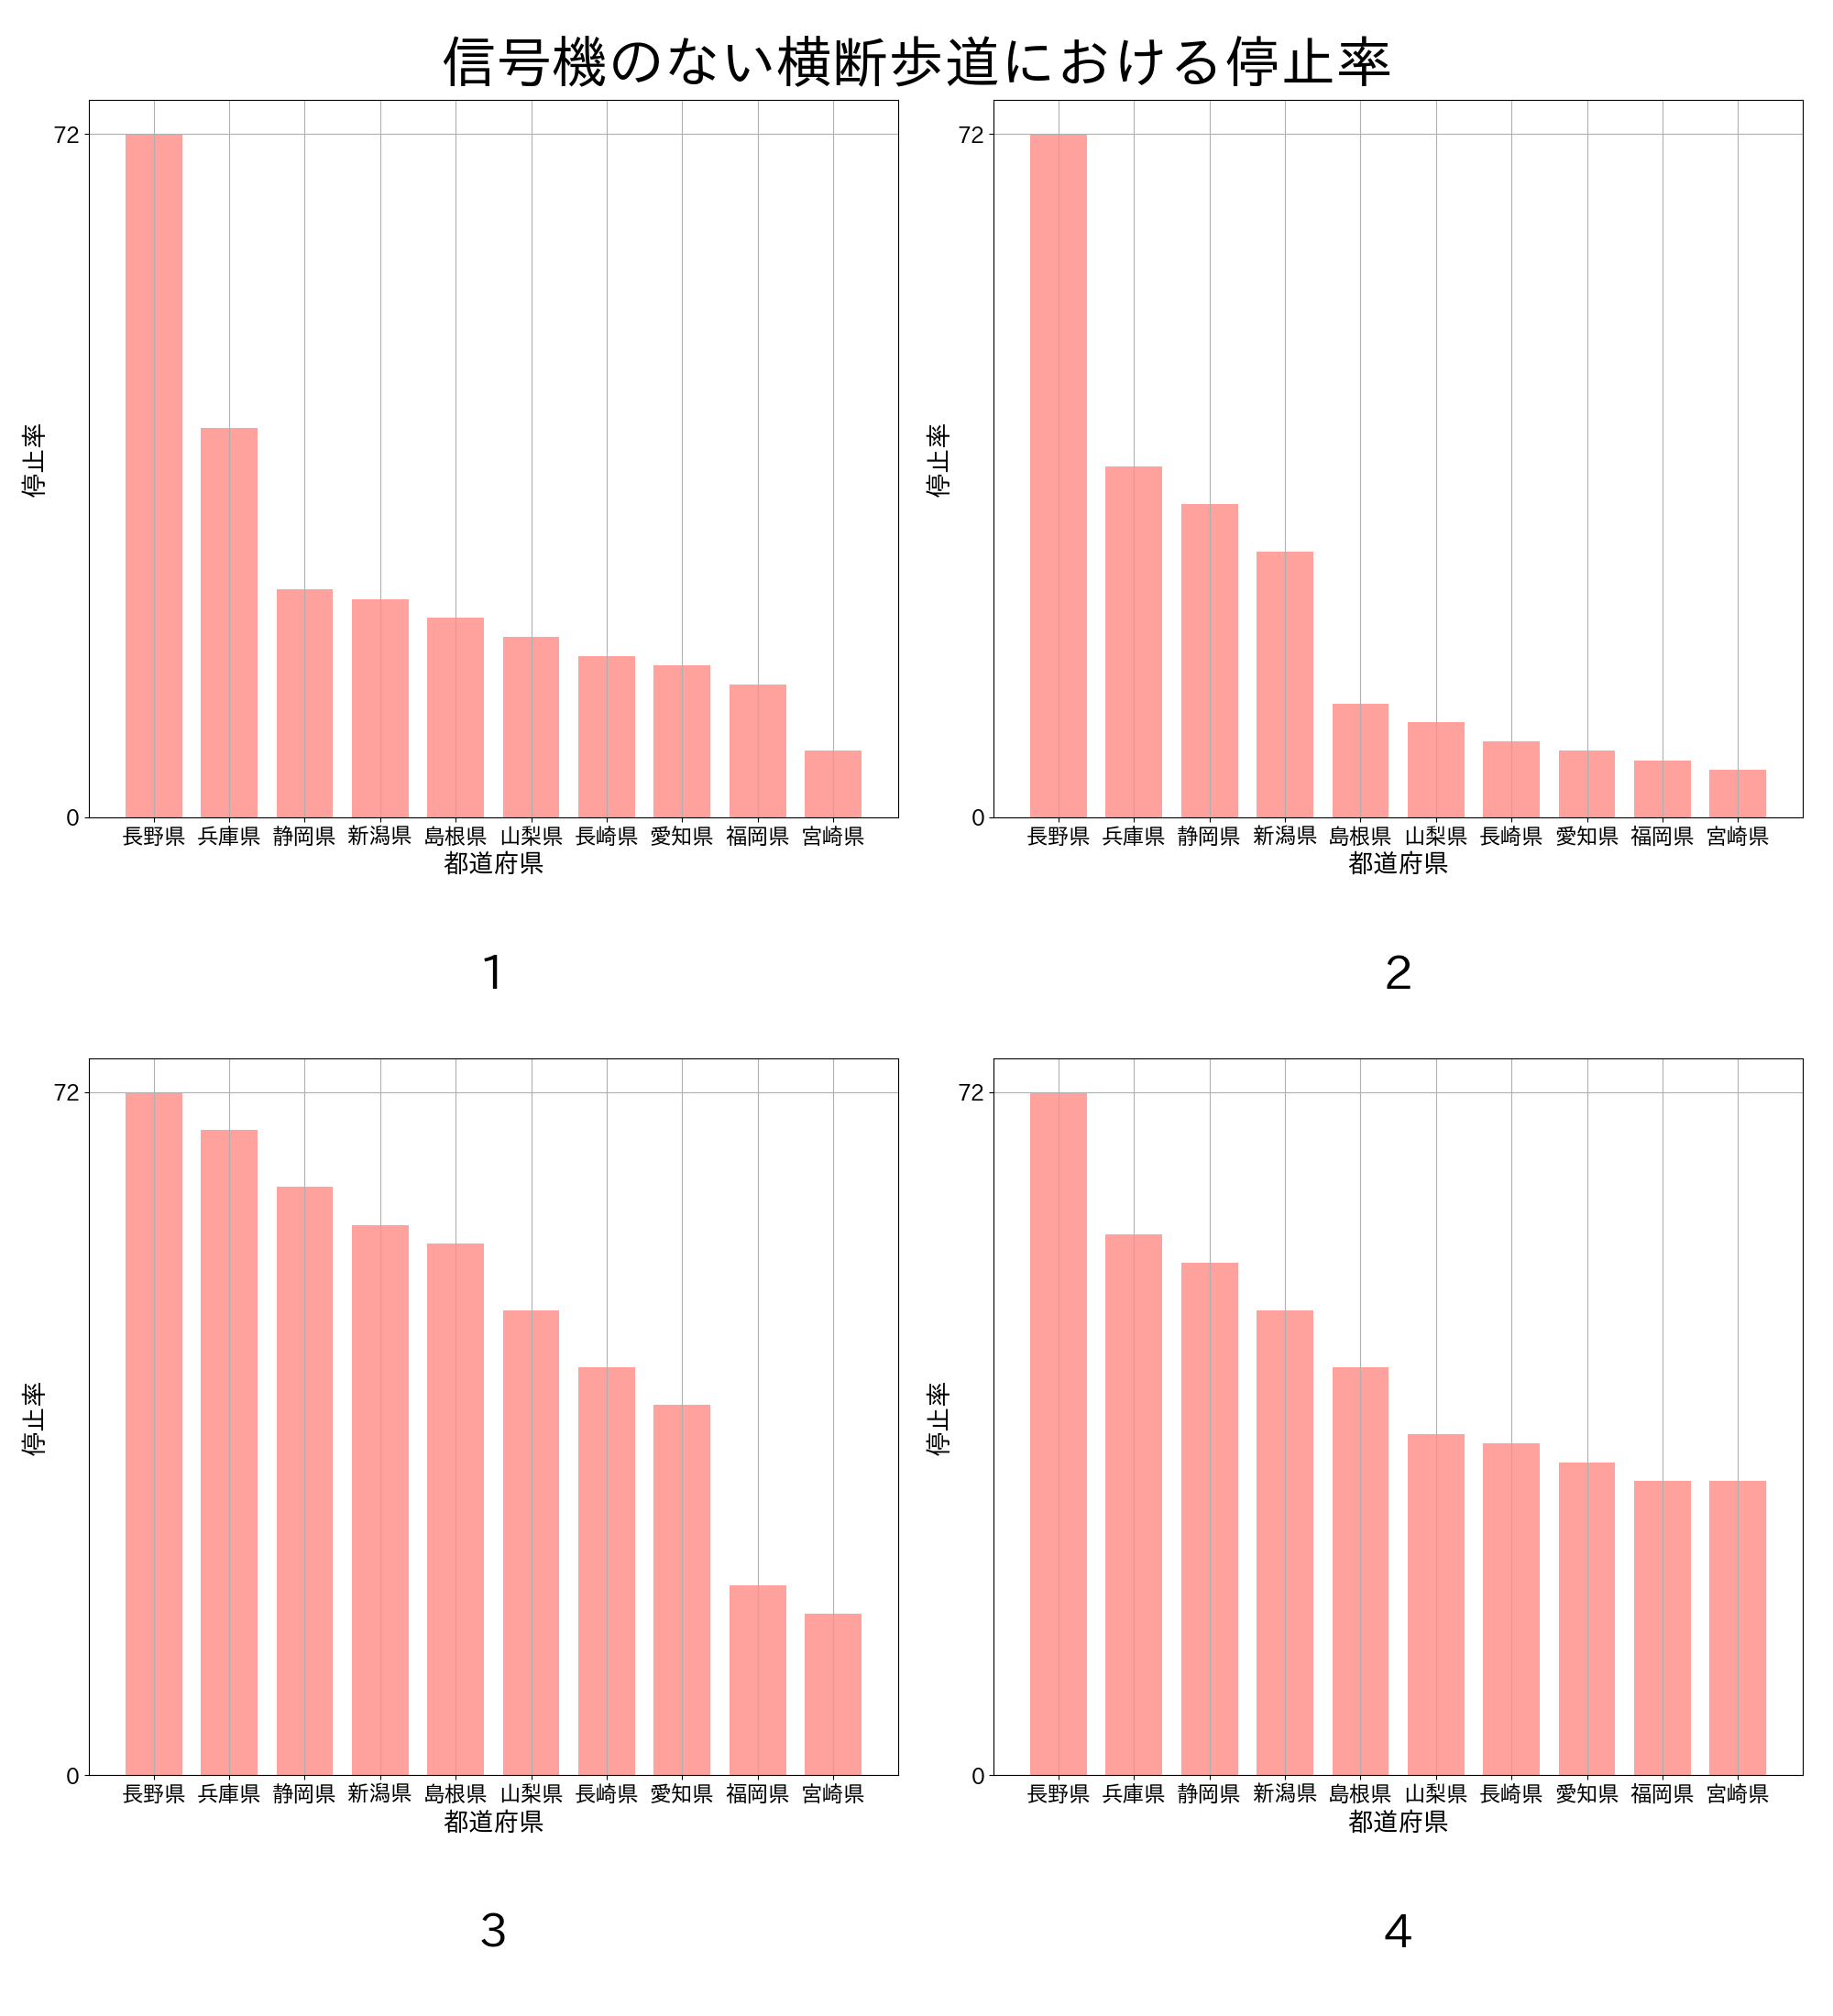 信号機のない横断歩道における停止率
72
停止率
0
長野県 兵庫県 静岡県 新潟県 島根県 山梨県 長崎県 愛知県 福岡県 宮崎県
都道府県
1
72
停止率
0
長野県 兵庫県 静岡県 新潟県 島根県 山梨県 長崎県 愛知県 福岡県 宮崎県
都道府県
2
72
停止率
0
長野県 兵庫県 静岡県 新潟県 島根県 山梨県 長崎県 愛知県 福岡県 宮崎県
都道府県
3
72
停止率
0
長野県 兵庫県 静岡県 新潟県 島根県 山梨県 長崎県 愛知県 福岡県 宮崎県
都道府県
4